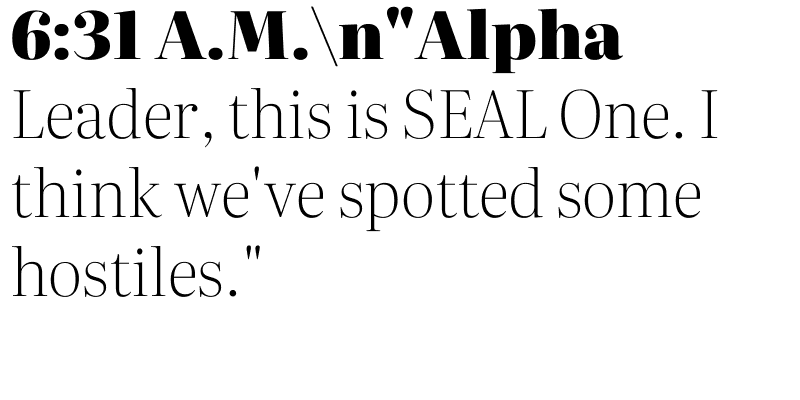 6:31 A.M.\n"Alpha
Leader, this is SEAL One. I
think we've spotted some
hostiles."